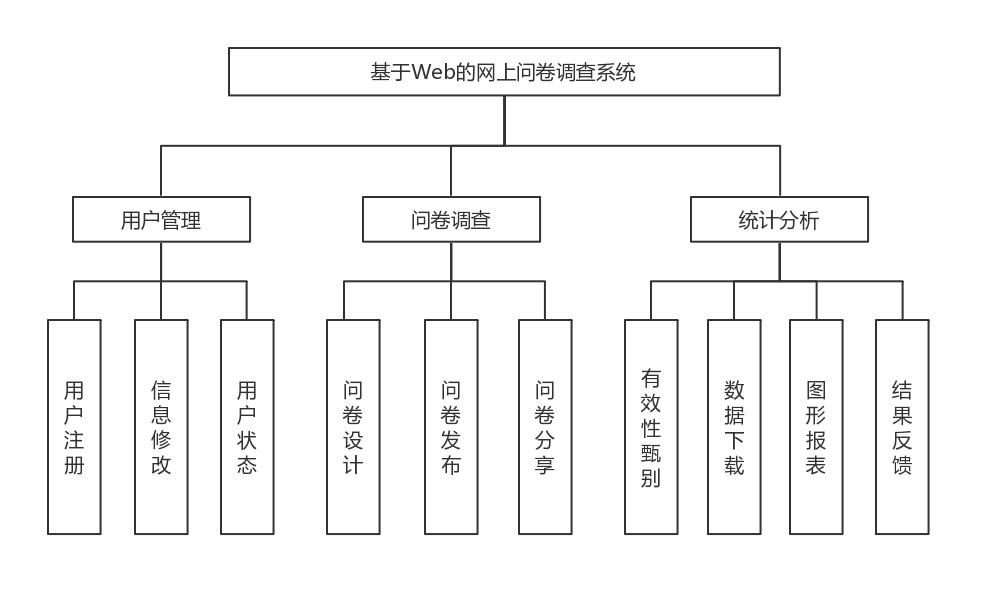 基于Web的网上问卷调查系统
用户管理
问卷调查
统计分析
用户注册
信息修改
用户状态
问卷设计
问卷发布
问卷分享
有效性甄别
数据下载
图形报表
结果反馈